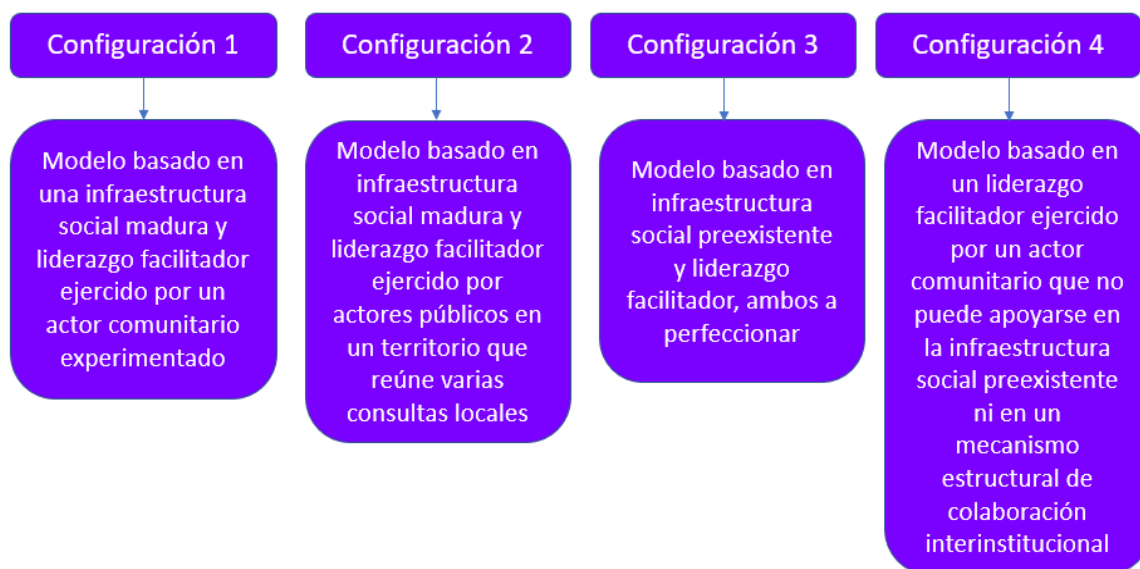 Configuración 1
Modelo basado en
una infraestructura
social madura y
liderazgo facilitador
ejercido por un
actor comunitario
experimentado
Configuración 2
Modelo basado en
infraestructura
social madura y
liderazgo facilitador
ejercido por
actores públicos en
un territorio que
reúne varias
consultas locales
Configuración 3
Modelo basado en
infraestructura
social preexistente
y liderazgo
facilitador, ambos a
perfeccionar
Configuración 4
Modelo basado en
un liderazgo
facilitador ejercido
por un actor
comunitario que no
puede apoyarse en
la infraestructura
social preexistente
ni en un
mecanismo
estructural de
colaboración
interinstitucional